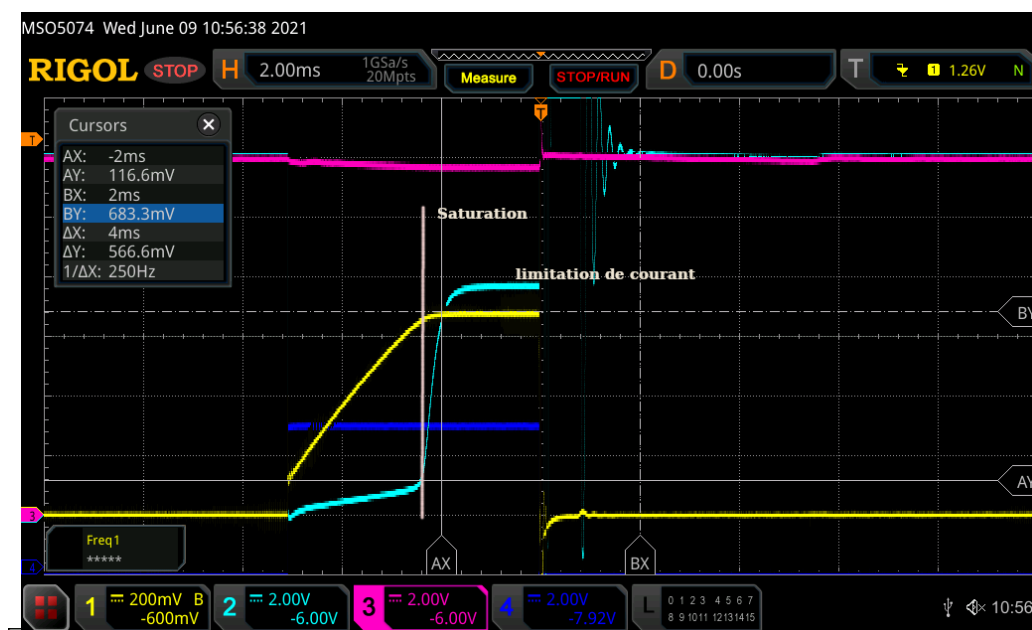 MSO5074 Wed June 09 10:56:38 2021
RIGOL STOP H 2.00ms 1GSa/s 20Mpts Measure STOP/RUN D 0.00s T 1 1.26V N
T
T
Cursors
AX: -2ms
AY: 116.6mV
BX: 2ms
BY: 683.3mV
ΔX: 4ms
ΔY: 566.6mV
1/ΔX: 250Hz
Saturation
limitation de courant
BY
AY
3
Freq1
*****
4
AX BX
1 200mV B -600mV 2 2.00V -6.00V 3 2.00V -6.00V 4 2.00V -7.92V L 0 1 2 3 4 5 6 7
8 9 10 11 12 13 14 15
10:56